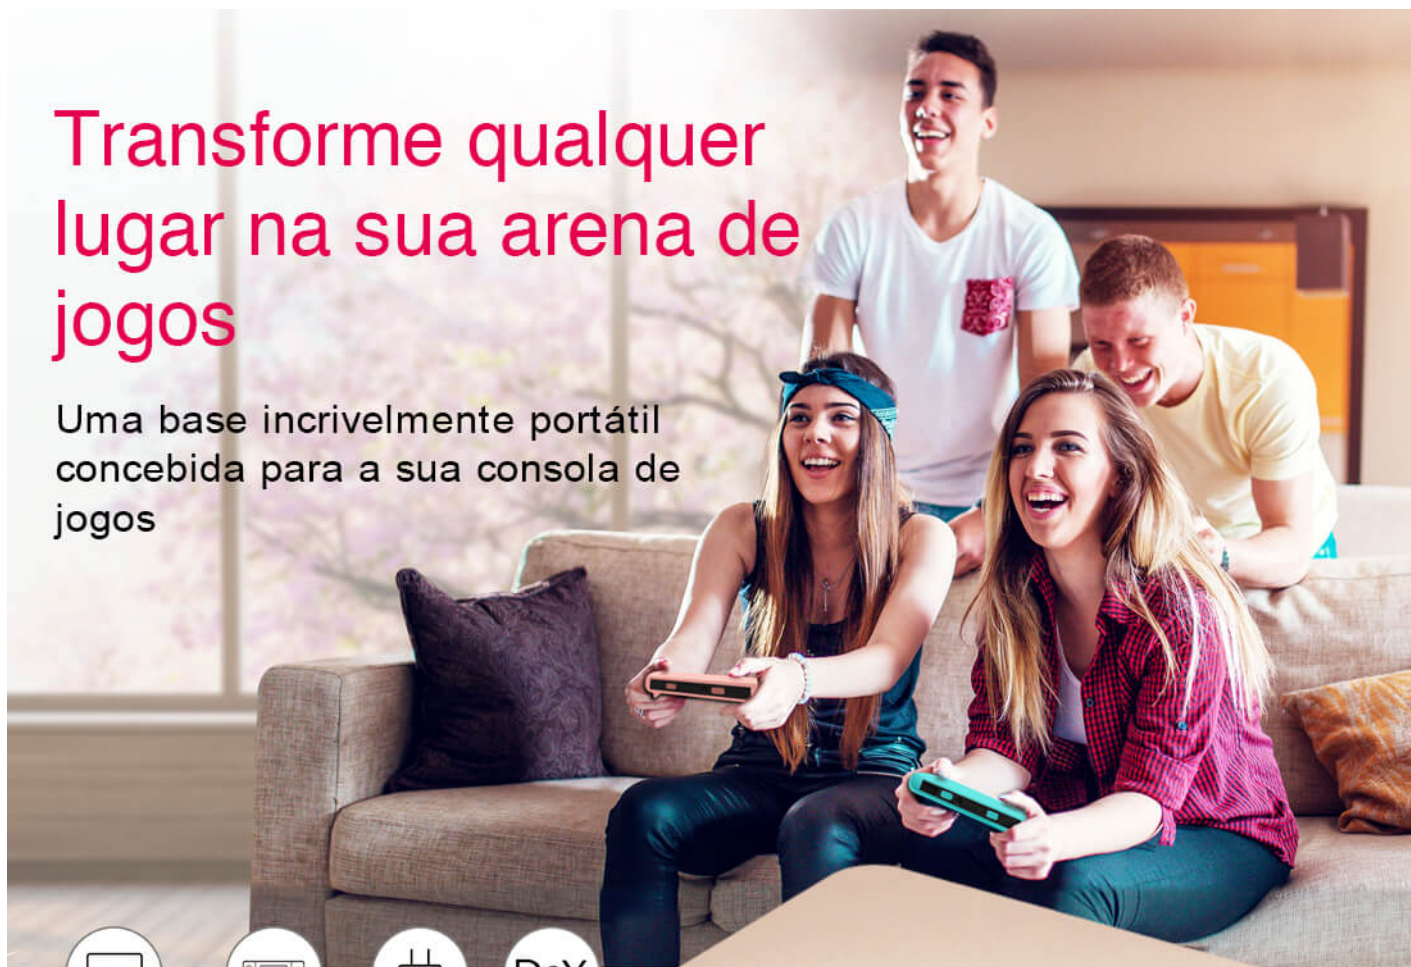 Transforme qualquer
lugar na sua arena de
jogos
Uma base incrivelmente portátil
concebida para a sua consola de
jogos